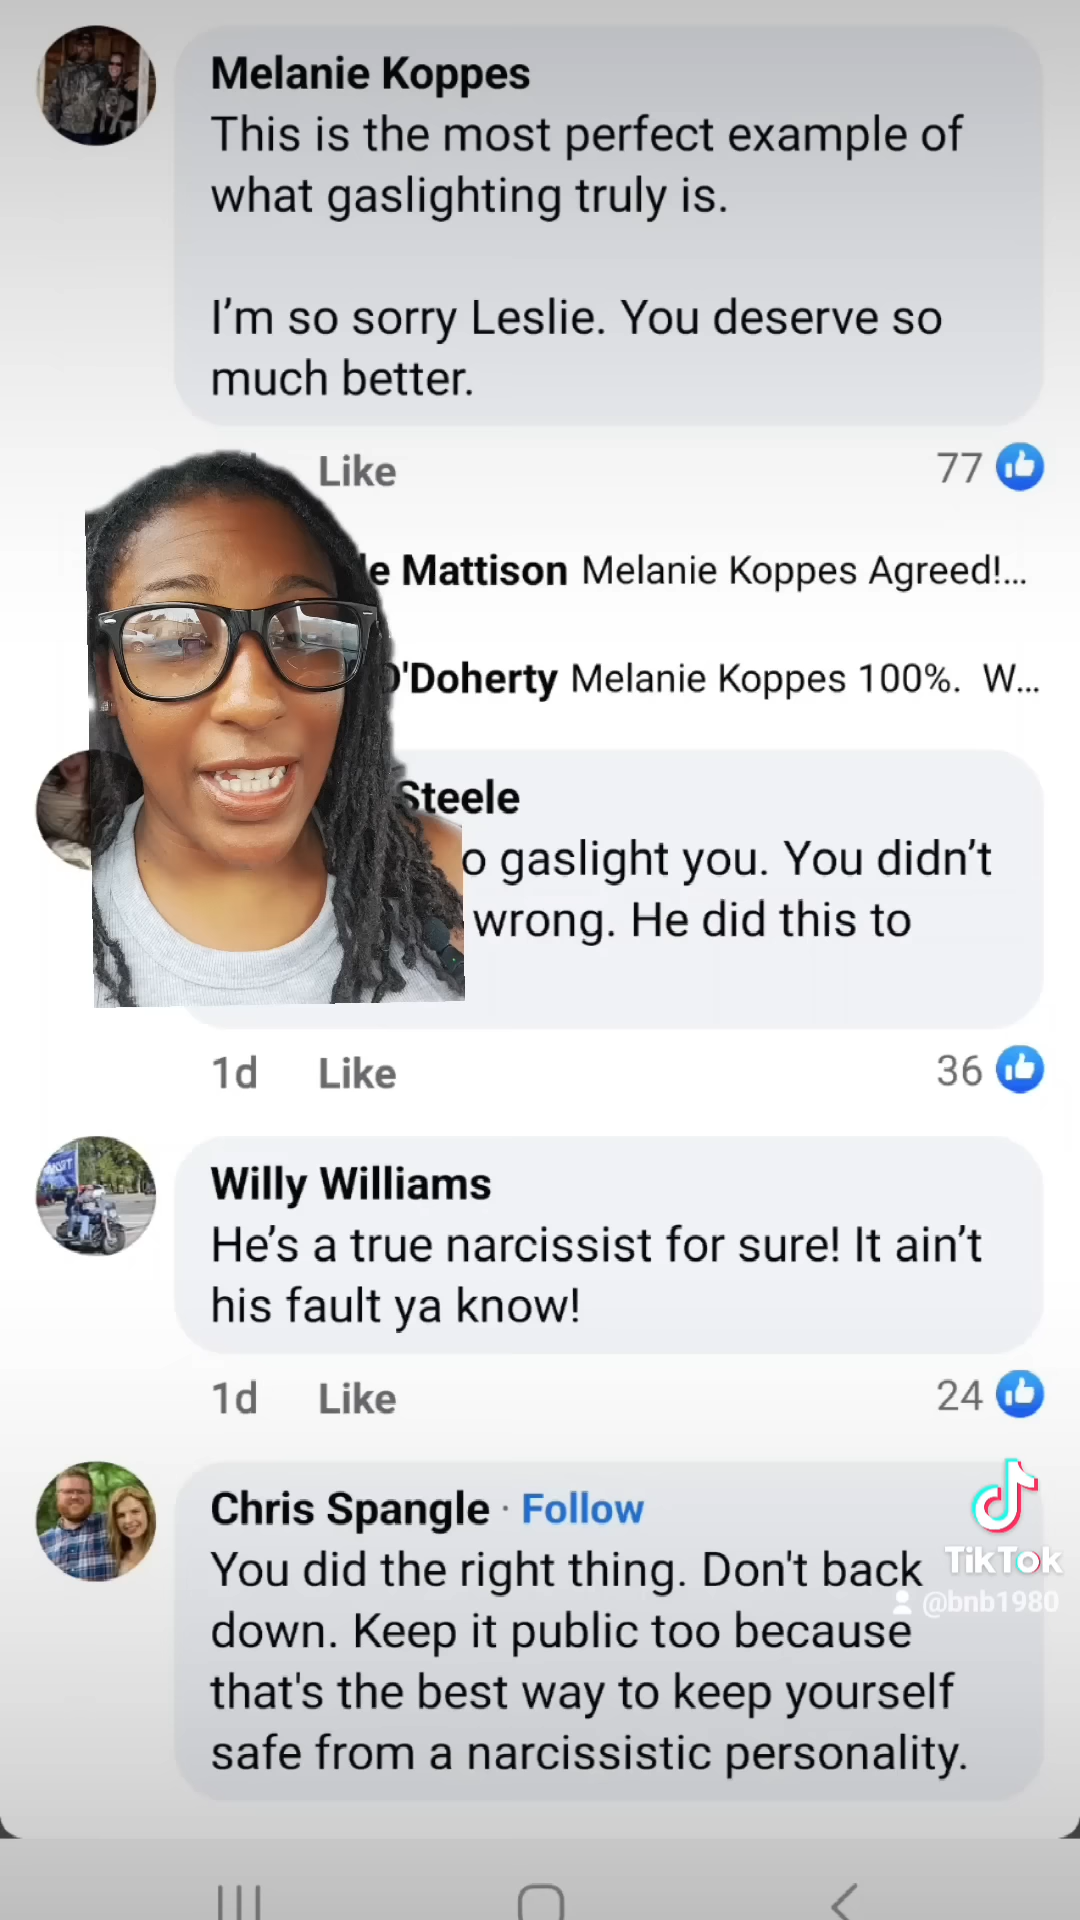 Melanie Koppes
This is the most perfect example of
what gaslighting truly is.
I'm so sorry Leslie. You deserve so
much better.
Like
77
Mattison Melanie Koppes Agreed!...
O'Doherty Melanie Koppes 100%. W...
Steele
gaslight you. You didn't
wrong. He did this to
1d Like
36
Willy Williams
He's a true narcissist for sure! It ain't
his fault ya know!
1d Like
24
Chris Spangle · Follow
You did the right thing. Don't back
down. Keep it public too because
that's the best way to keep yourself
safe from a narcissistic personality.
TikTok
@bnb1980